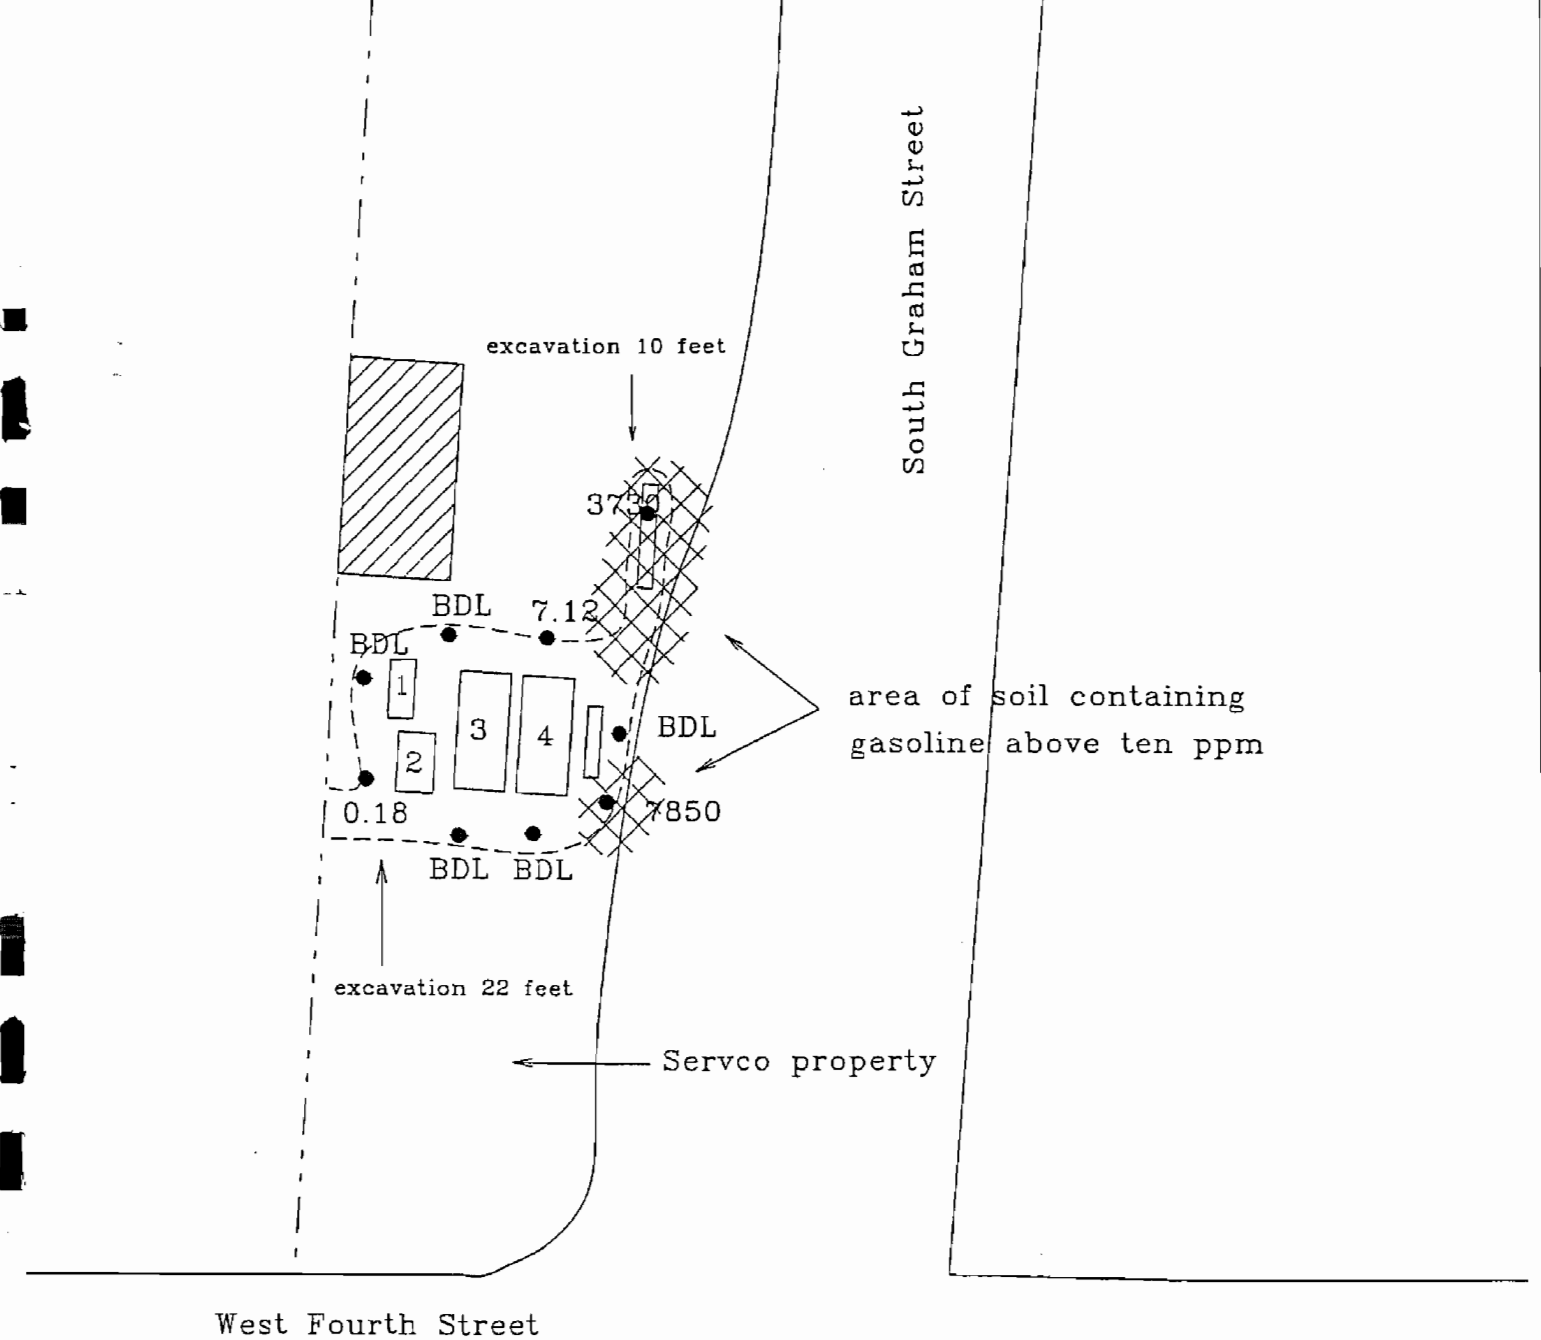 South Graham Street
excavation 10 feet
3730
BDL
7.12
BDL
1
area of soil containing
3
4
BDL
gasoline above ten ppm
2
0.18
7850
BDL
BDL
excavation 22 feet
Servco property
West Fourth Street